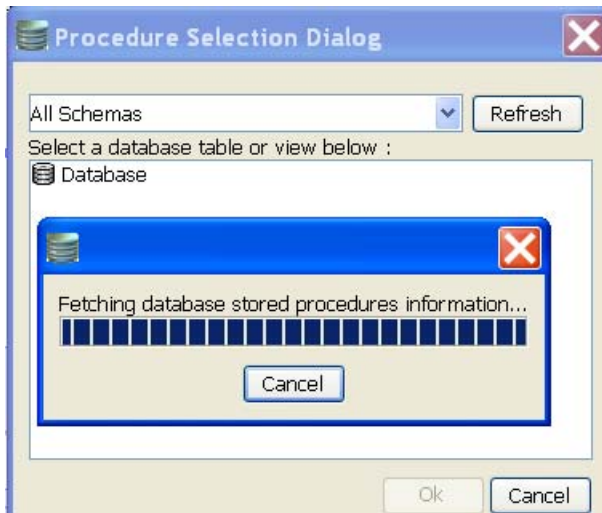 Procedure Selection Dialog
All Schemas
Refresh
Select a database table or view below :
Database
Fetching database stored procedures information...
Cancel
Ok
Cancel